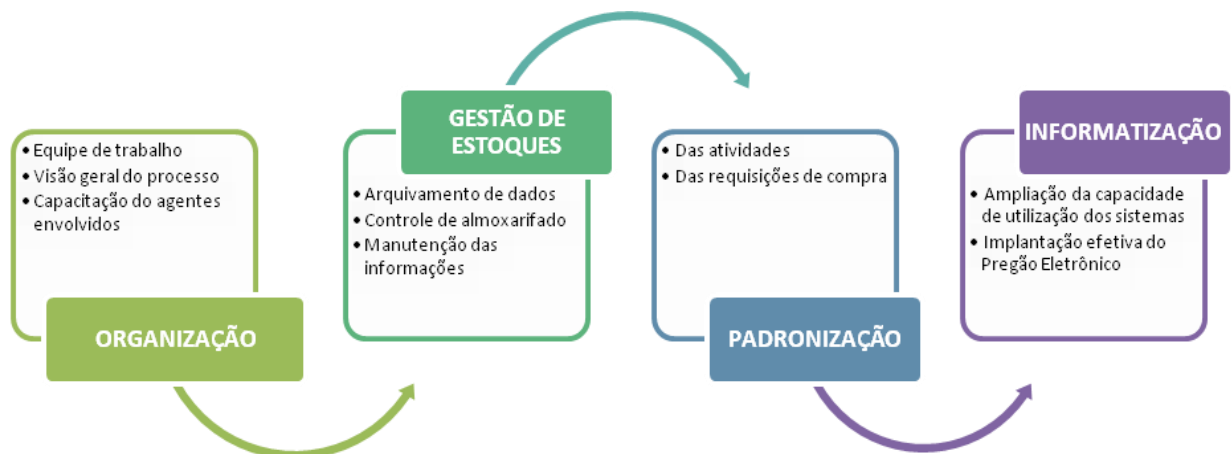 • Equipe de trabalho
• Visão geral do processo
• Capacitação do agentes
envolvidos
ORGANIZAÇÃO
GESTÃO DE
ESTOQUES
• Arquivamento de dados
• Controle de almoxarifado
• Manutenção das
informações
• Das atividades
• Das requisições de compra
PADRONIZAÇÃO
INFORMATIZAÇÃO
• Ampliação da capacidade
de utilização dos sistemas
• Implantação efetiva do
Pregão Eletrônico